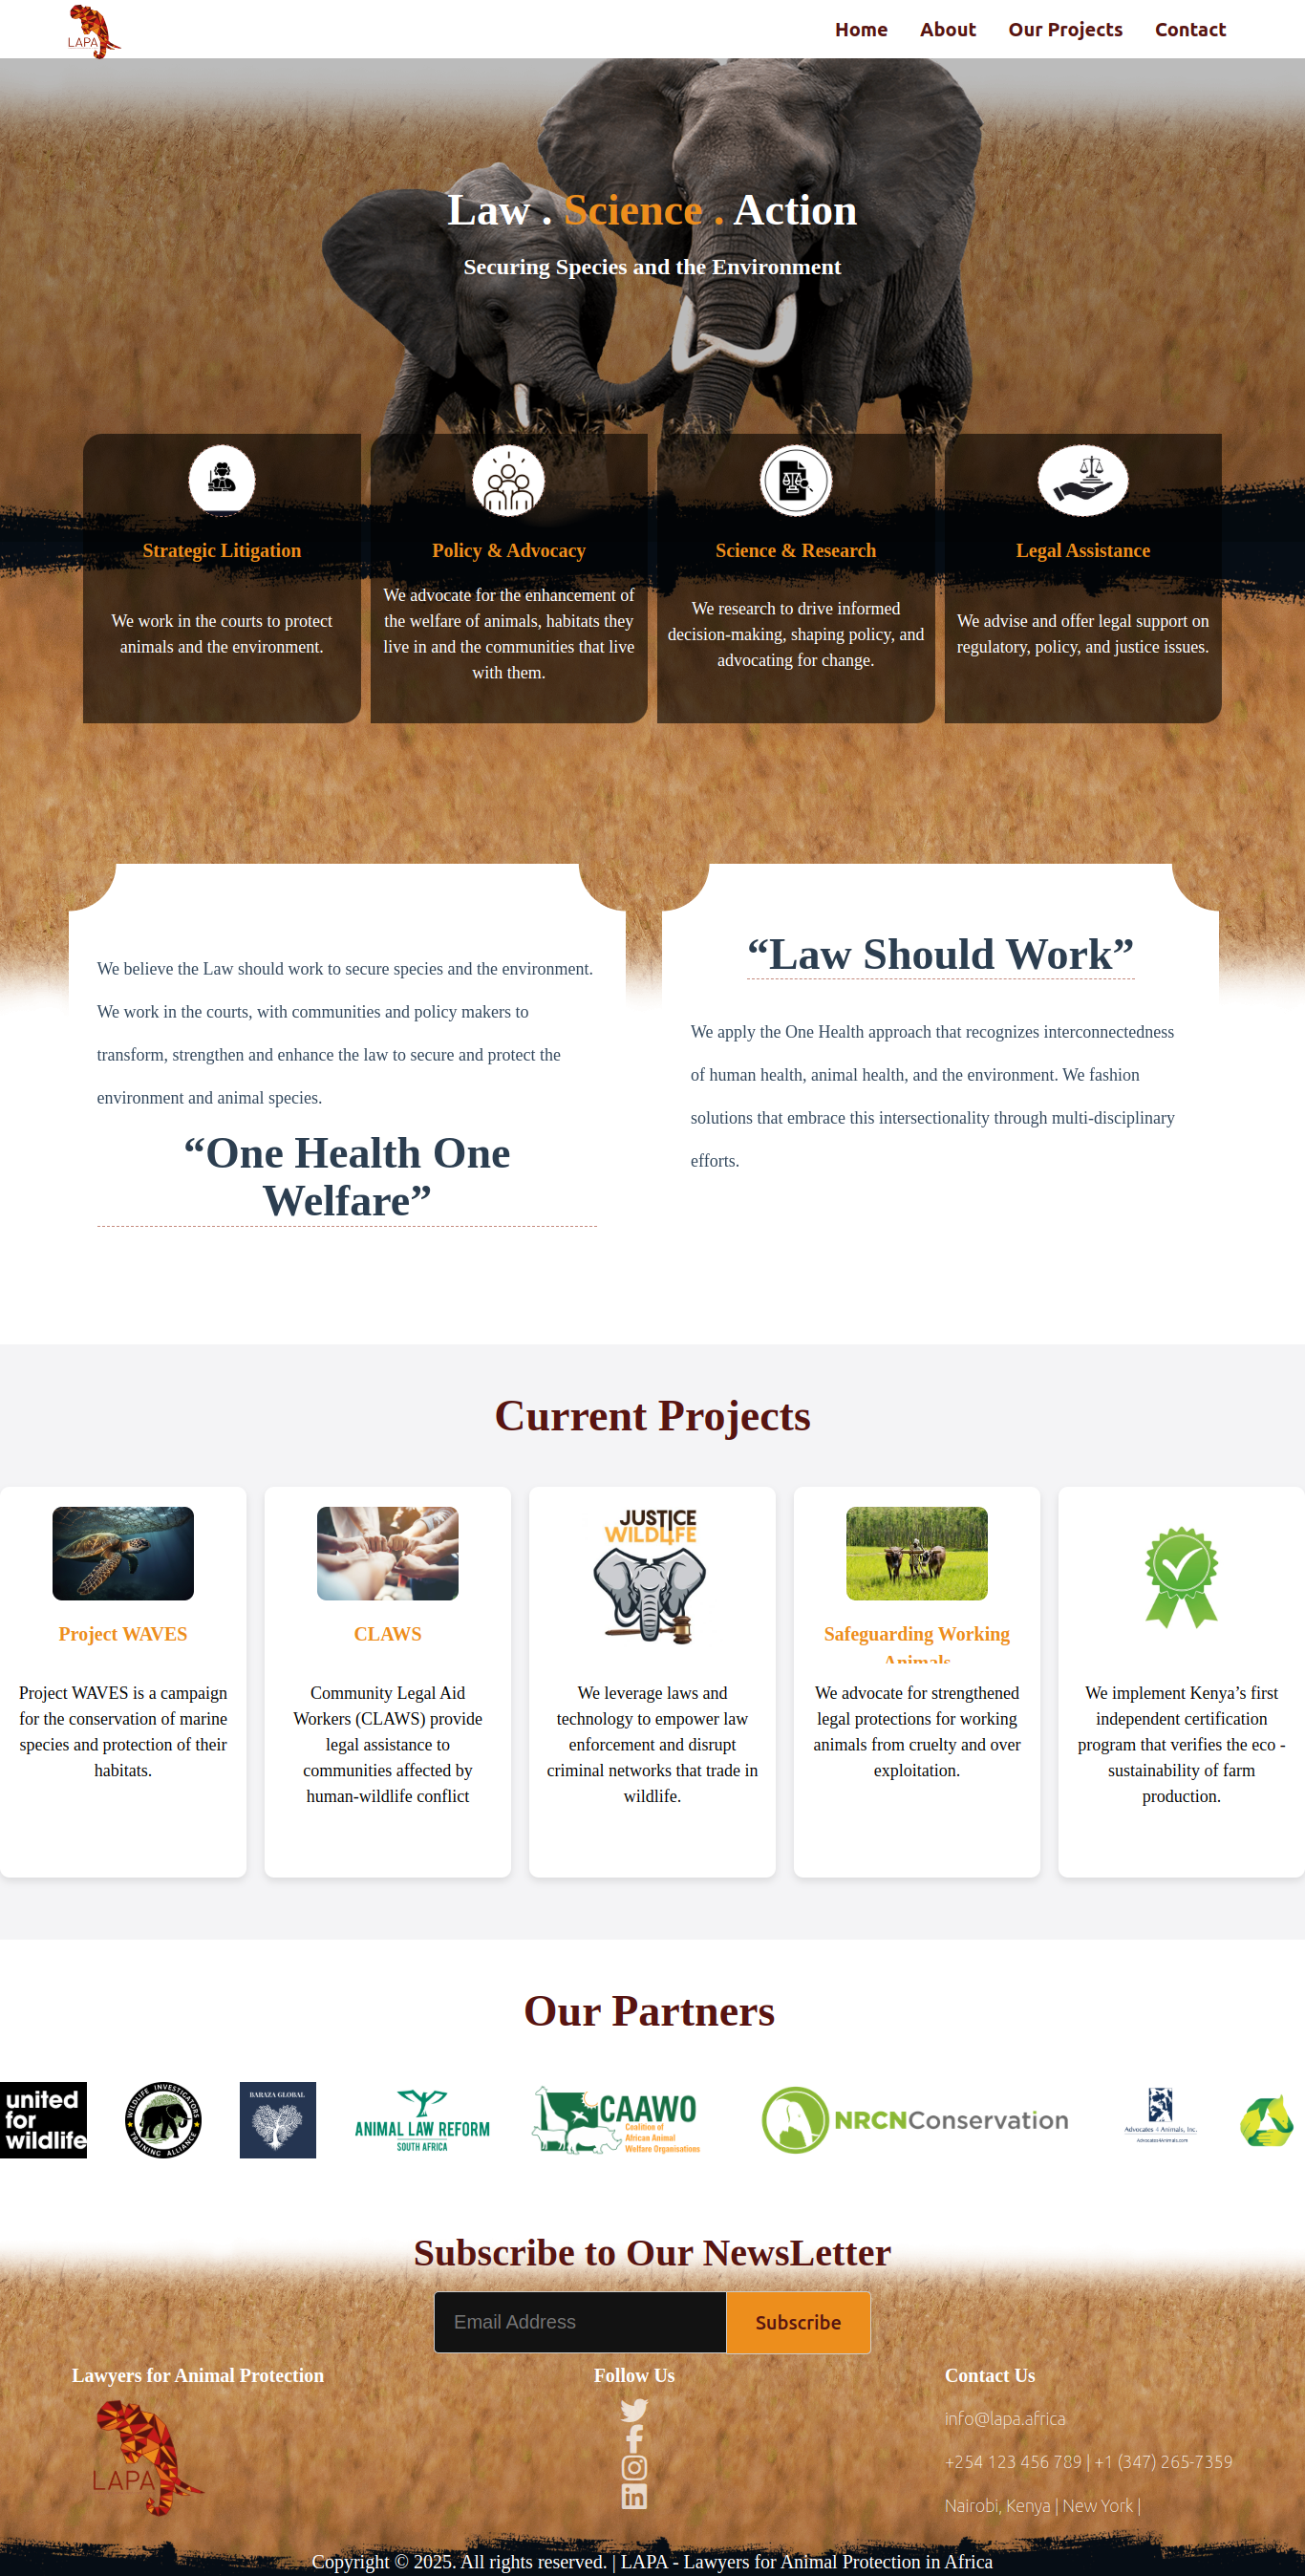 LAPA
Home About Our Projects Contact
Law . Science . Action
Securing Species and the Environment
Strategic Litigation
We work in the courts to protect
animals and the environment.
Policy & Advocacy
We advocate for the enhancement of
the welfare of animals, habitats they
live in and the communities that live
with them.
Science & Research
We research to drive informed
decision-making, shaping policy, and
advocating for change.
Legal Assistance
We advise and offer legal support on
regulatory, policy, and justice issues.
We believe the Law should work to secure species and the environment.
We work in the courts, with communities and policy makers to
transform, strengthen and enhance the law to secure and protect the
environment and animal species.
“One Health One
Welfare”
“Law Should Work”
We apply the One Health approach that recognizes interconnectedness
of human health, animal health, and the environment. We fashion
solutions that embrace this intersectionality through multi-disciplinary
efforts.
Current Projects
Project WAVES
Project WAVES is a campaign
for the conservation of marine
species and protection of their
habitats.
CLAWS
Community Legal Aid
Workers (CLAWS) provide
legal assistance to
communities affected by
human-wildlife conflict
JUSTICE
WILDLIFE
We leverage laws and
technology to empower law
enforcement and disrupt
criminal networks that trade in
wildlife.
Safeguarding Working
Animals
We advocate for strengthened
legal protections for working
animals from cruelty and over
exploitation.
We implement Kenya’s first
independent certification
program that verifies the eco -
sustainability of farm
production.
Our Partners
united
for
wildlife
WILDLIFE INVESTIGATORS
TRAINING ALLIANCE
BARAZA GLOBAL
ANIMAL LAW REFORM
SOUTH AFRICA
CAAWO
Coalition of
African Animal
Welfare Organisations
NRCNConservation
Advocates 4 Animals, Inc.
Advocates4Animals.com
Subscribe to Our NewsLetter
Email Address
Subscribe
Lawyers for Animal Protection
LAPA
Follow Us
Contact Us
info@lapa.africa
+254 123 456 789 | +1 (347) 265-7359
Nairobi, Kenya | New York |
Copyright © 2025. All rights reserved. | LAPA - Lawyers for Animal Protection in Africa